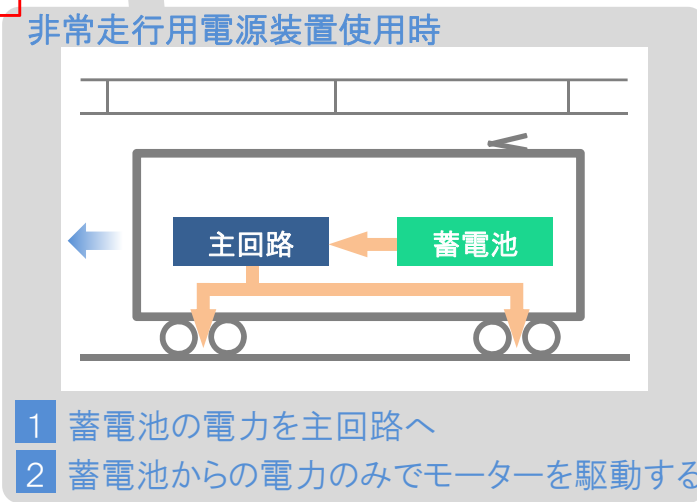 非常走行用電源装置使用時
主回路
蓄電池
1 蓄電池の電力を主回路へ
2 蓄電池からの電力のみでモーターを駆動する